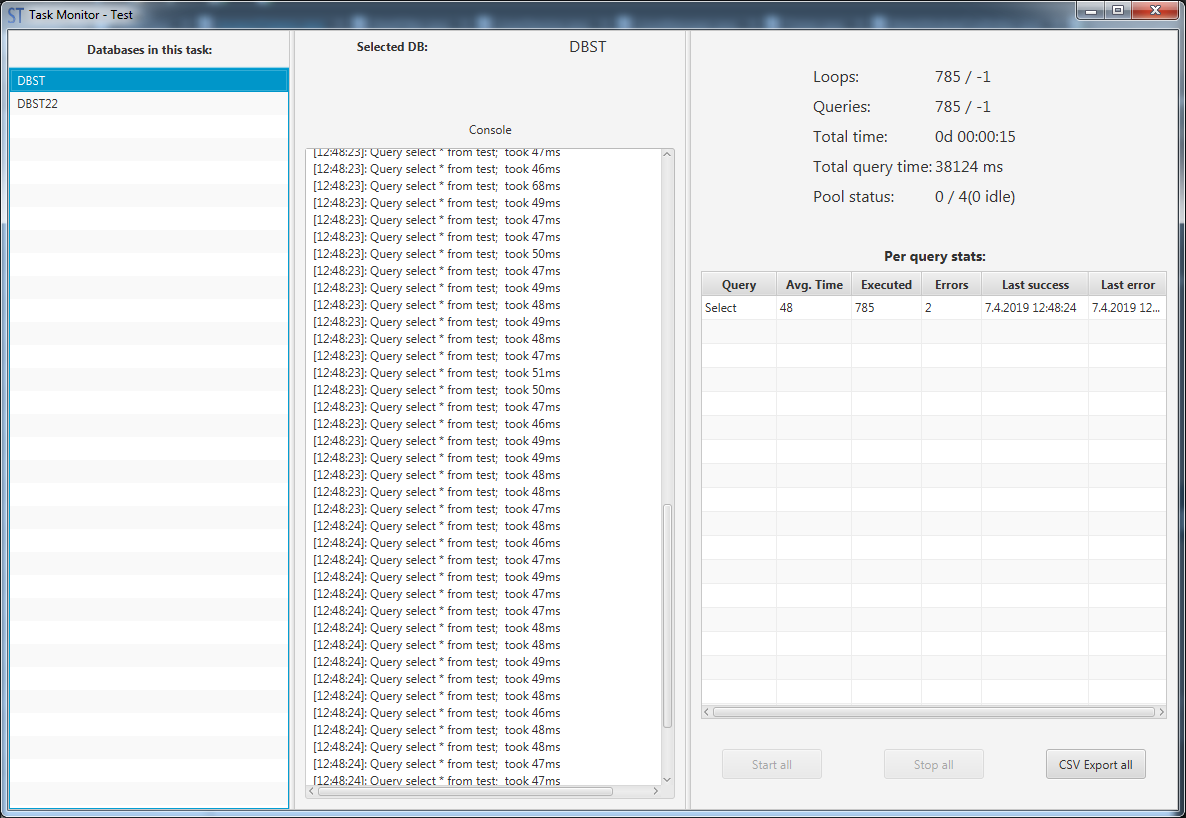 ST Task Monitor - Test
Databases in this task:
DBST
DBST22
Selected DB: DBST
Console
[12:48:23]: Query select * from test;  took 47ms
[12:48:23]: Query select * from test;  took 46ms
[12:48:23]: Query select * from test;  took 68ms
[12:48:23]: Query select * from test;  took 49ms
[12:48:23]: Query select * from test;  took 47ms
[12:48:23]: Query select * from test;  took 47ms
[12:48:23]: Query select * from test;  took 50ms
[12:48:23]: Query select * from test;  took 47ms
[12:48:23]: Query select * from test;  took 49ms
[12:48:23]: Query select * from test;  took 48ms
[12:48:23]: Query select * from test;  took 49ms
[12:48:23]: Query select * from test;  took 48ms
[12:48:23]: Query select * from test;  took 47ms
[12:48:23]: Query select * from test;  took 51ms
[12:48:23]: Query select * from test;  took 50ms
[12:48:23]: Query select * from test;  took 47ms
[12:48:23]: Query select * from test;  took 46ms
[12:48:23]: Query select * from test;  took 49ms
[12:48:23]: Query select * from test;  took 49ms
[12:48:23]: Query select * from test;  took 48ms
[12:48:23]: Query select * from test;  took 48ms
[12:48:23]: Query select * from test;  took 47ms
[12:48:24]: Query select * from test;  took 48ms
[12:48:24]: Query select * from test;  took 46ms
[12:48:24]: Query select * from test;  took 47ms
[12:48:24]: Query select * from test;  took 49ms
[12:48:24]: Query select * from test;  took 47ms
[12:48:24]: Query select * from test;  took 47ms
[12:48:24]: Query select * from test;  took 48ms
[12:48:24]: Query select * from test;  took 48ms
[12:48:24]: Query select * from test;  took 49ms
[12:48:24]: Query select * from test;  took 49ms
[12:48:24]: Query select * from test;  took 48ms
[12:48:24]: Query select * from test;  took 46ms
[12:48:24]: Query select * from test;  took 48ms
[12:48:24]: Query select * from test;  took 48ms
[12:48:24]: Query select * from test;  took 47ms
[12:48:24]: Query select * from test;  took 47ms
Loops: 785 / -1
Queries: 785 / -1
Total time: 0d 00:00:15
Total query time: 38124 ms
Pool status: 0 / 4(0 idle)
Per query stats:
Query Avg. Time Executed Errors Last success Last error
Select 48 785 2 7.4.2019 12:48:24 7.4.2019 12...
Start all Stop all CSV Export all